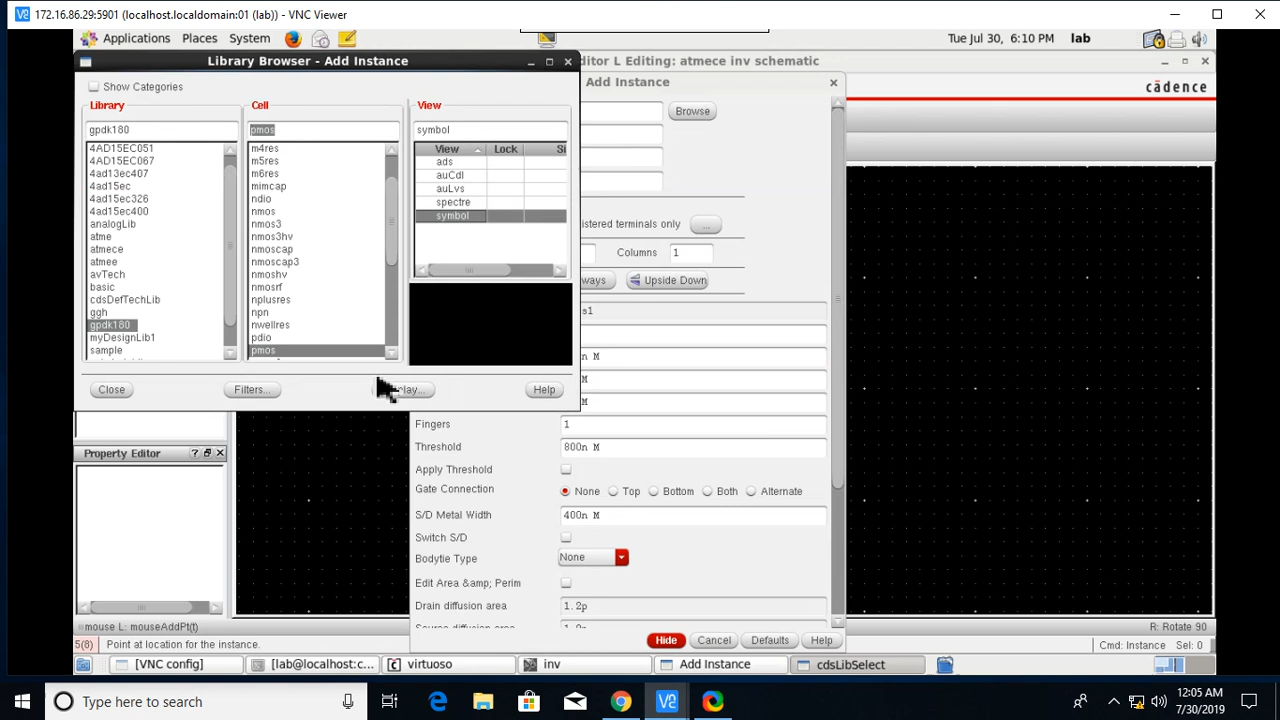 172.16.86.29:5901 (localhost.localdomain:01 (lab)) - VNC Viewer
Applications Places System
Tue Jul 30, 6:10 PM lab
Library Browser - Add Instance
ditor L Editing: atmece inv schematic
Show Categories
Add Instance
cādence
Library Cell View
Browse
gpdk180 pmos symbol
4AD15EC051
4AD15EC067
4ad13ec407
4ad15ec
4ad15ec326
4ad15ec400
analogLib
atme
atmece
atmee
avTech
basic
cdsDefTechLib
ggh
gpdk180
myDesignLib1
sample
m4res
m5res
m6res
mimcap
ndio
nmos
nmos3
nmos3hv
nmoscap
nmoscap3
nmoshv
nmosrf
nplusres
npn
nwellres
pdio
pmos
View Lock Si
ads
auCdl
auLvs
spectre
symbol
istered terminals only ...
Columns 1
ways Upside Down
s1
n M
M
M
Close Filters... play... Help
Fingers 1
Threshold 800n M
Apply Threshold
Gate Connection None Top Bottom Both Alternate
S/D Metal Width 400n M
Switch S/D
Bodytie Type None
Edit Area &amp; Perim
Drain diffusion area 1.2p
Property Editor
Hide Cancel Defaults Help
mouse L: mouseAddPt(t)
R: Rotate 90
5(8) Point at location for the instance.
Cmd: Instance Sel: 0
[VNC config] [lab@localhost:c... virtuoso inv Add Instance cdsLibSelect
Type here to search
12:05 AM
7/30/2019